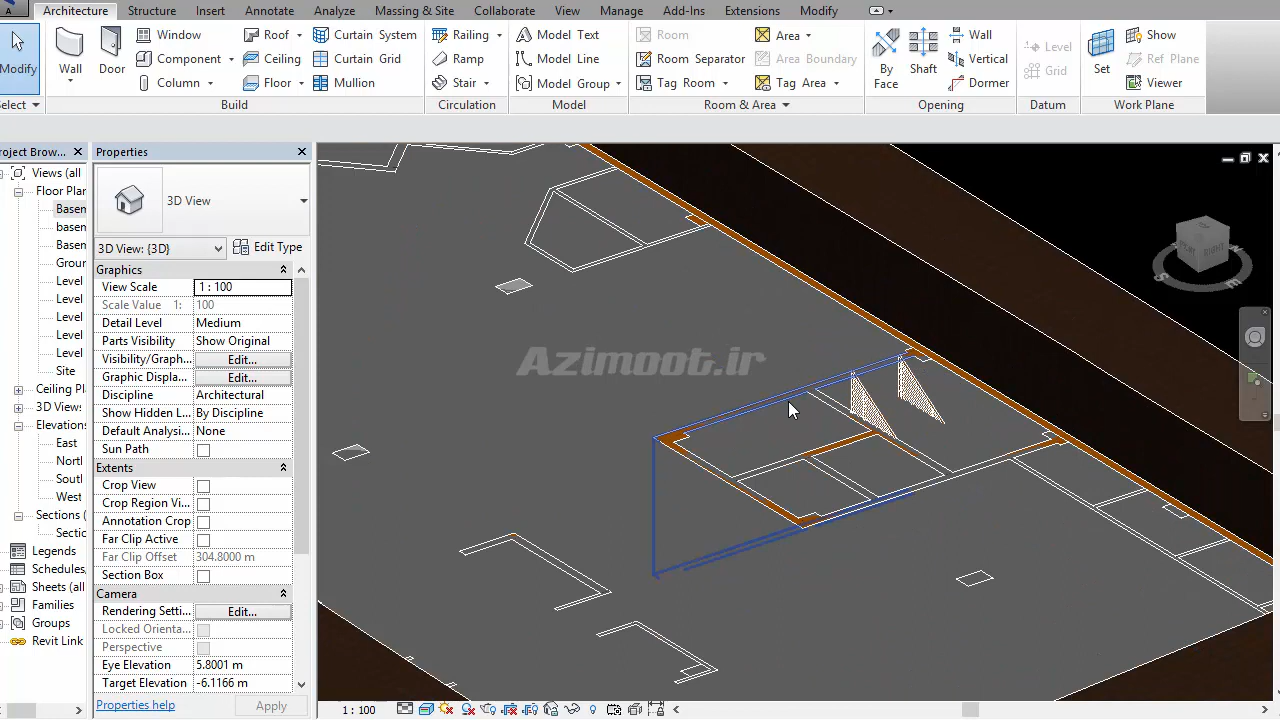 Architecture Structure Insert Annotate Analyze Massing & Site Collaborate View Manage Add-Ins Extensions Modify
Modify
Select
Wall
Door
Window
Component
Column
Roof
Ceiling
Floor
Curtain System
Curtain Grid
Mullion
Build
Railing
Ramp
Stair
Circulation
Model Text
Model Line
Model Group
Model
Room
Room Separator
Tag Room
Area
Area Boundary
Tag Area
Room & Area
By
Face
Shaft
Wall
Vertical
Dormer
Opening
Level
Grid
Datum
Set
Show
Ref Plane
Viewer
Work Plane
roject Brow...
Views (all
Floor Plan
Basen
basen
Basen
Groun
Level
Level
Level
Level
Level
Site
Ceiling Pl
3D Views
Elevations
East
North
South
West
Sections (
Sectio
Legends
Schedules,
Sheets (all
Families
Groups
Revit Link
Properties
3D View
3D View: {3D} Edit Type
Graphics
View Scale 1 : 100
Scale Value 1: 100
Detail Level Medium
Parts Visibility Show Original
Visibility/Graph... Edit...
Graphic Displa... Edit...
Discipline Architectural
Show Hidden L... By Discipline
Default Analysi... None
Sun Path
Extents
Crop View
Crop Region Vi...
Annotation Crop
Far Clip Active
Far Clip Offset 304.8000 m
Section Box
Camera
Rendering Setti... Edit...
Locked Orienta...
Perspective
Eye Elevation 5.8001 m
Target Elevation -6.1166 m
Properties help Apply
Azimoot.ir
1 : 100